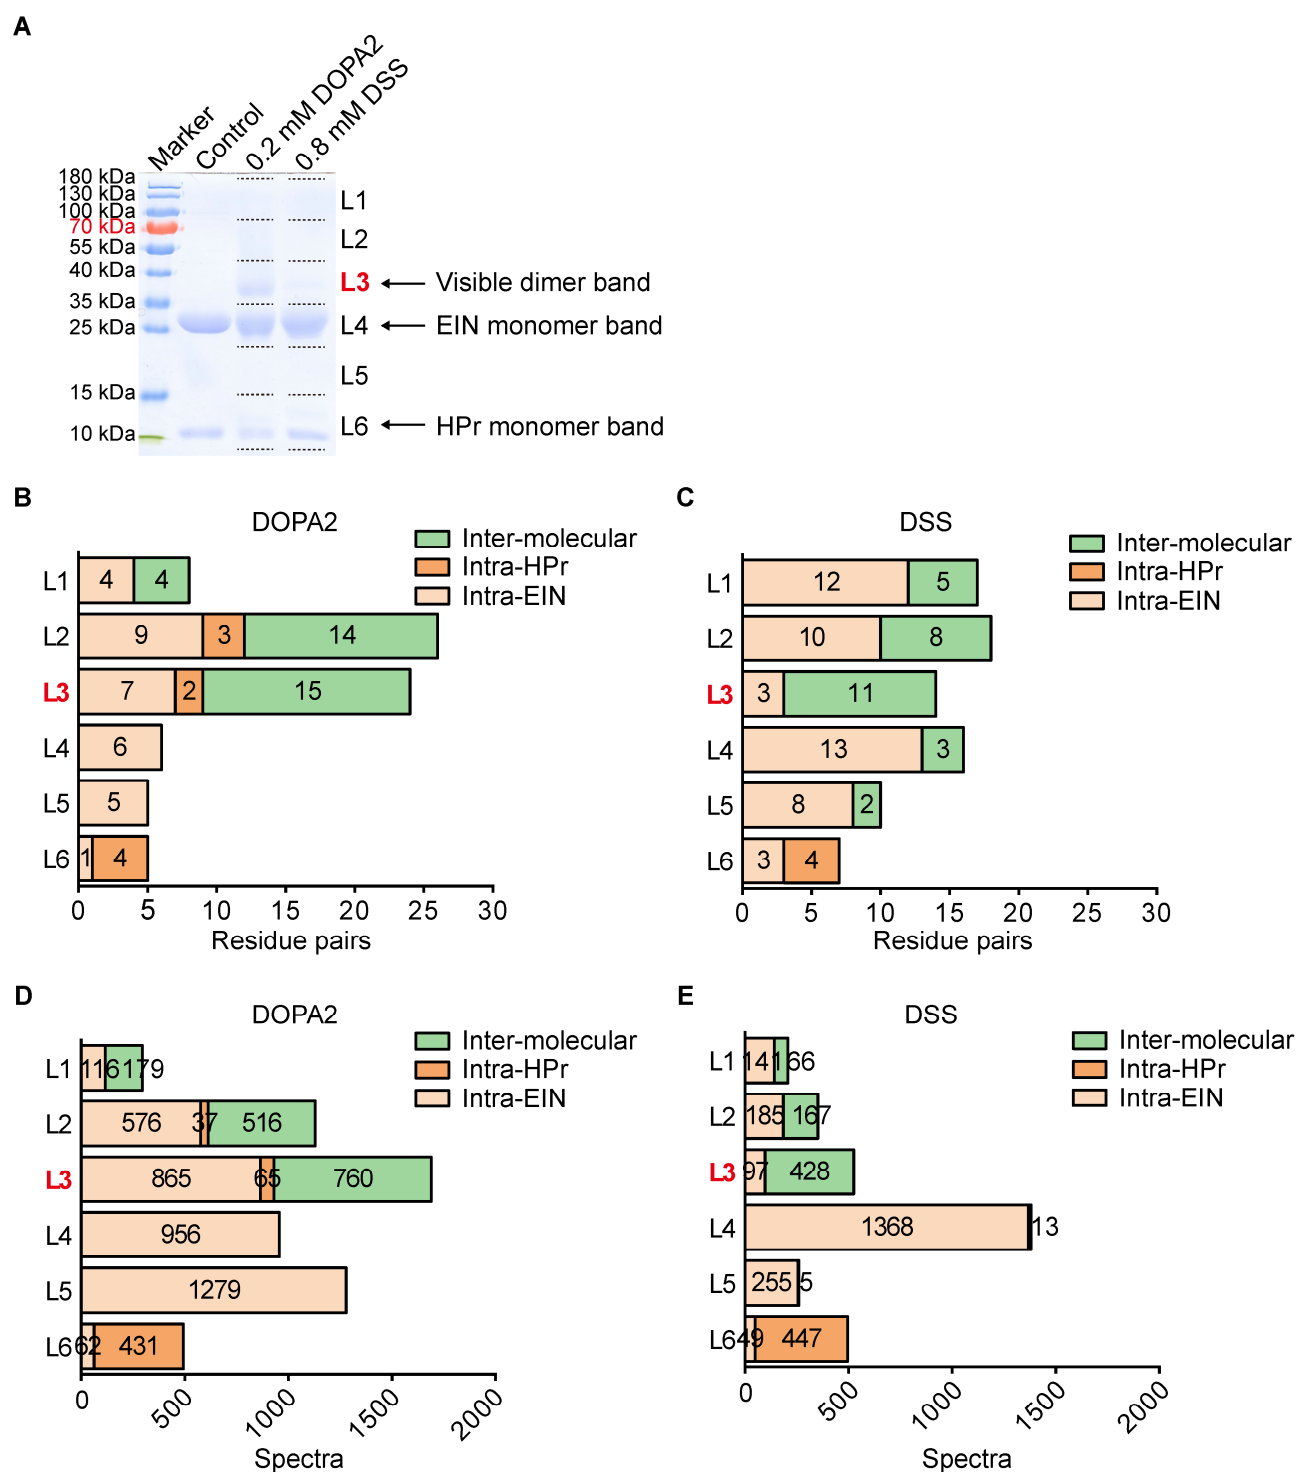 A
Marker
Control
0.2 mM DOPA2
0.8 mM DSS
180 kDa
130 kDa
100 kDa
70 kDa
55 kDa
40 kDa
35 kDa
25 kDa
15 kDa
10 kDa
L1
L2
L3 Visible dimer band
L4 EIN monomer band
L5
L6 HPr monomer band
B
DOPA2
Inter-molecular
Intra-HPr
Intra-EIN
L1 4 4
L2 9 3 14
L3 7 2 15
L4 6
L5 5
L6 1 4
0 5 10 15 20 25 30
Residue pairs
C
DSS
Inter-molecular
Intra-HPr
Intra-EIN
L1 12 5
L2 10 8
L3 3 11
L4 13 3
L5 8 2
L6 3 4
0 5 10 15 20 25 30
Residue pairs
D
DOPA2
Inter-molecular
Intra-HPr
Intra-EIN
L1 116 179
L2 576 37 516
L3 865 65 760
L4 956
L5 1279
L6 62 431
0 500 1000 1500 2000
Spectra
E
DSS
Inter-molecular
Intra-HPr
Intra-EIN
L1 141 66
L2 185 167
L3 97 428
L4 1368 13
L5 255 5
L6 49 447
0 500 1000 1500 2000
Spectra